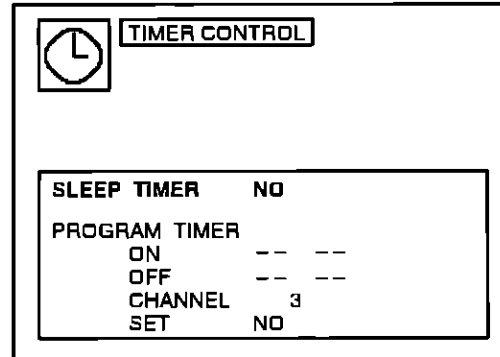 TIMER CONTROL
SLEEP TIMER NO
PROGRAM TIMER
ON -- --
OFF -- --
CHANNEL 3
SET NO